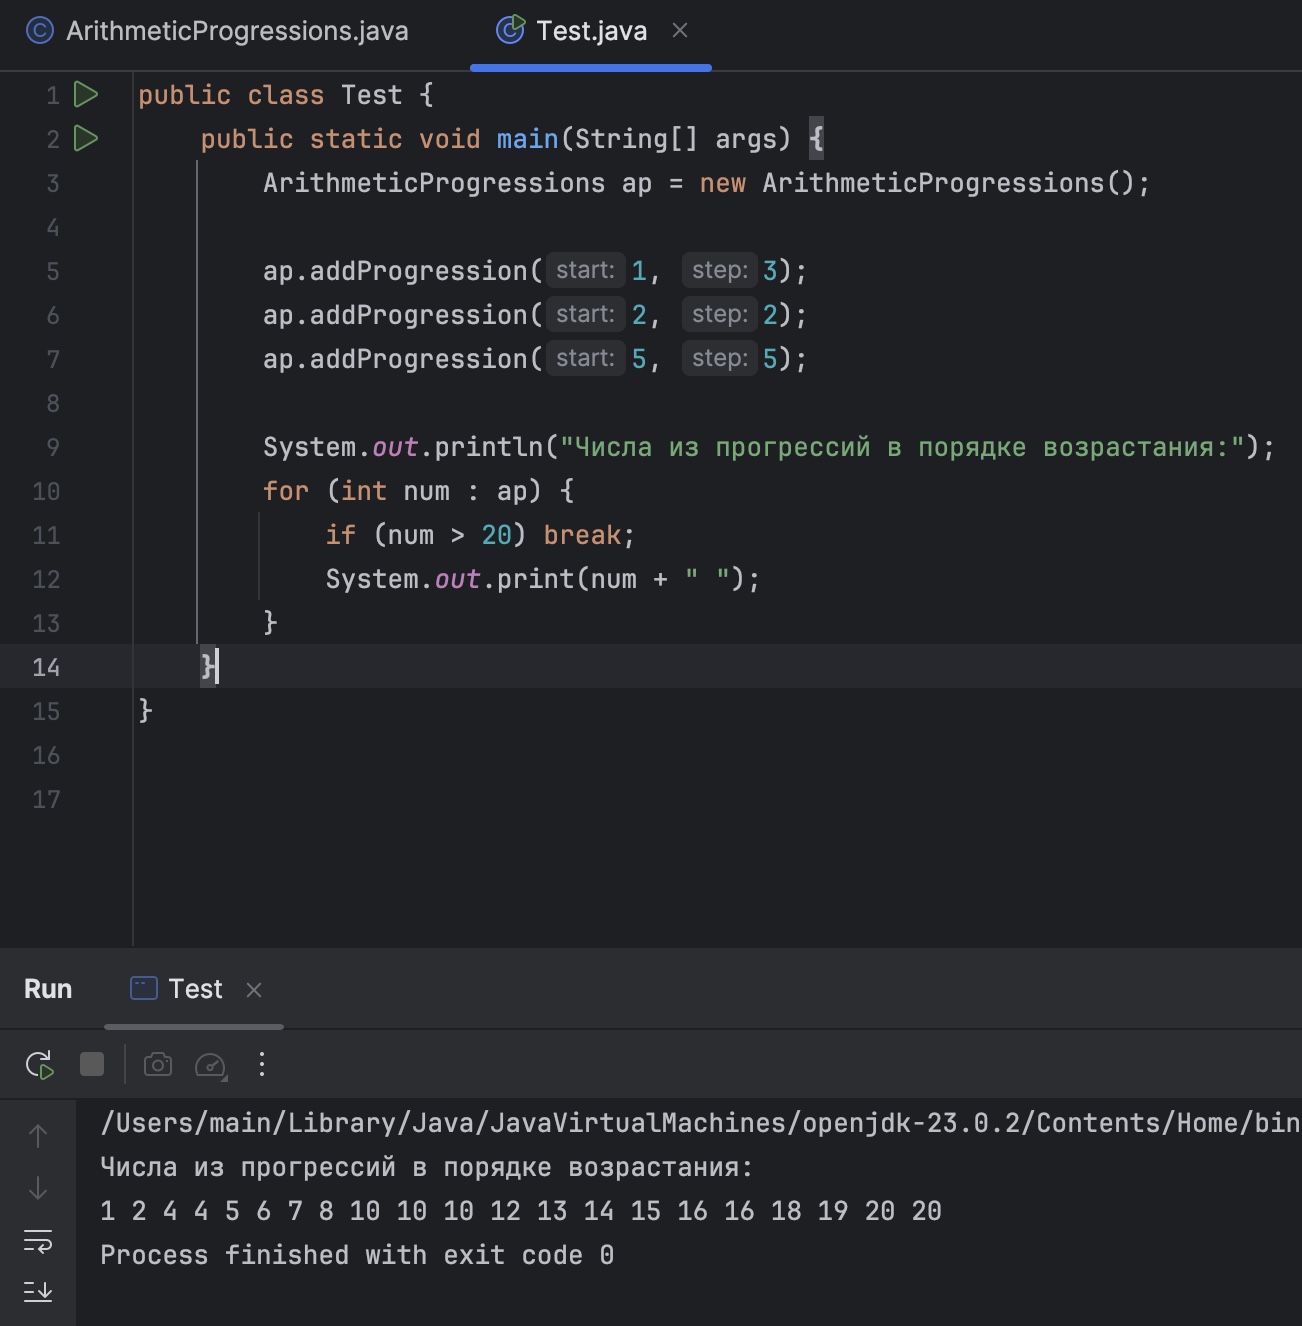 ArithmeticProgressions.java
Test.java
1 public class Test {
2 public static void main(String[] args) {
3 ArithmeticProgressions ap = new ArithmeticProgressions();
4
5 ap.addProgression( start: 1, step: 3);
6 ap.addProgression( start: 2, step: 2);
7 ap.addProgression( start: 5, step: 5);
8
9 System.out.println("Числа из прогрессий в порядке возрастания:");
10 for (int num : ap) {
11 if (num > 20) break;
12 System.out.print(num + " ");
13 }
14 }
15 }
16
17
Run Test
/Users/main/Library/Java/JavaVirtualMachines/openjdk-23.0.2/Contents/Home/bin
Числа из прогрессий в порядке возрастания:
1 2 4 4 5 6 7 8 10 10 10 12 13 14 15 16 16 18 19 20 20
Process finished with exit code 0